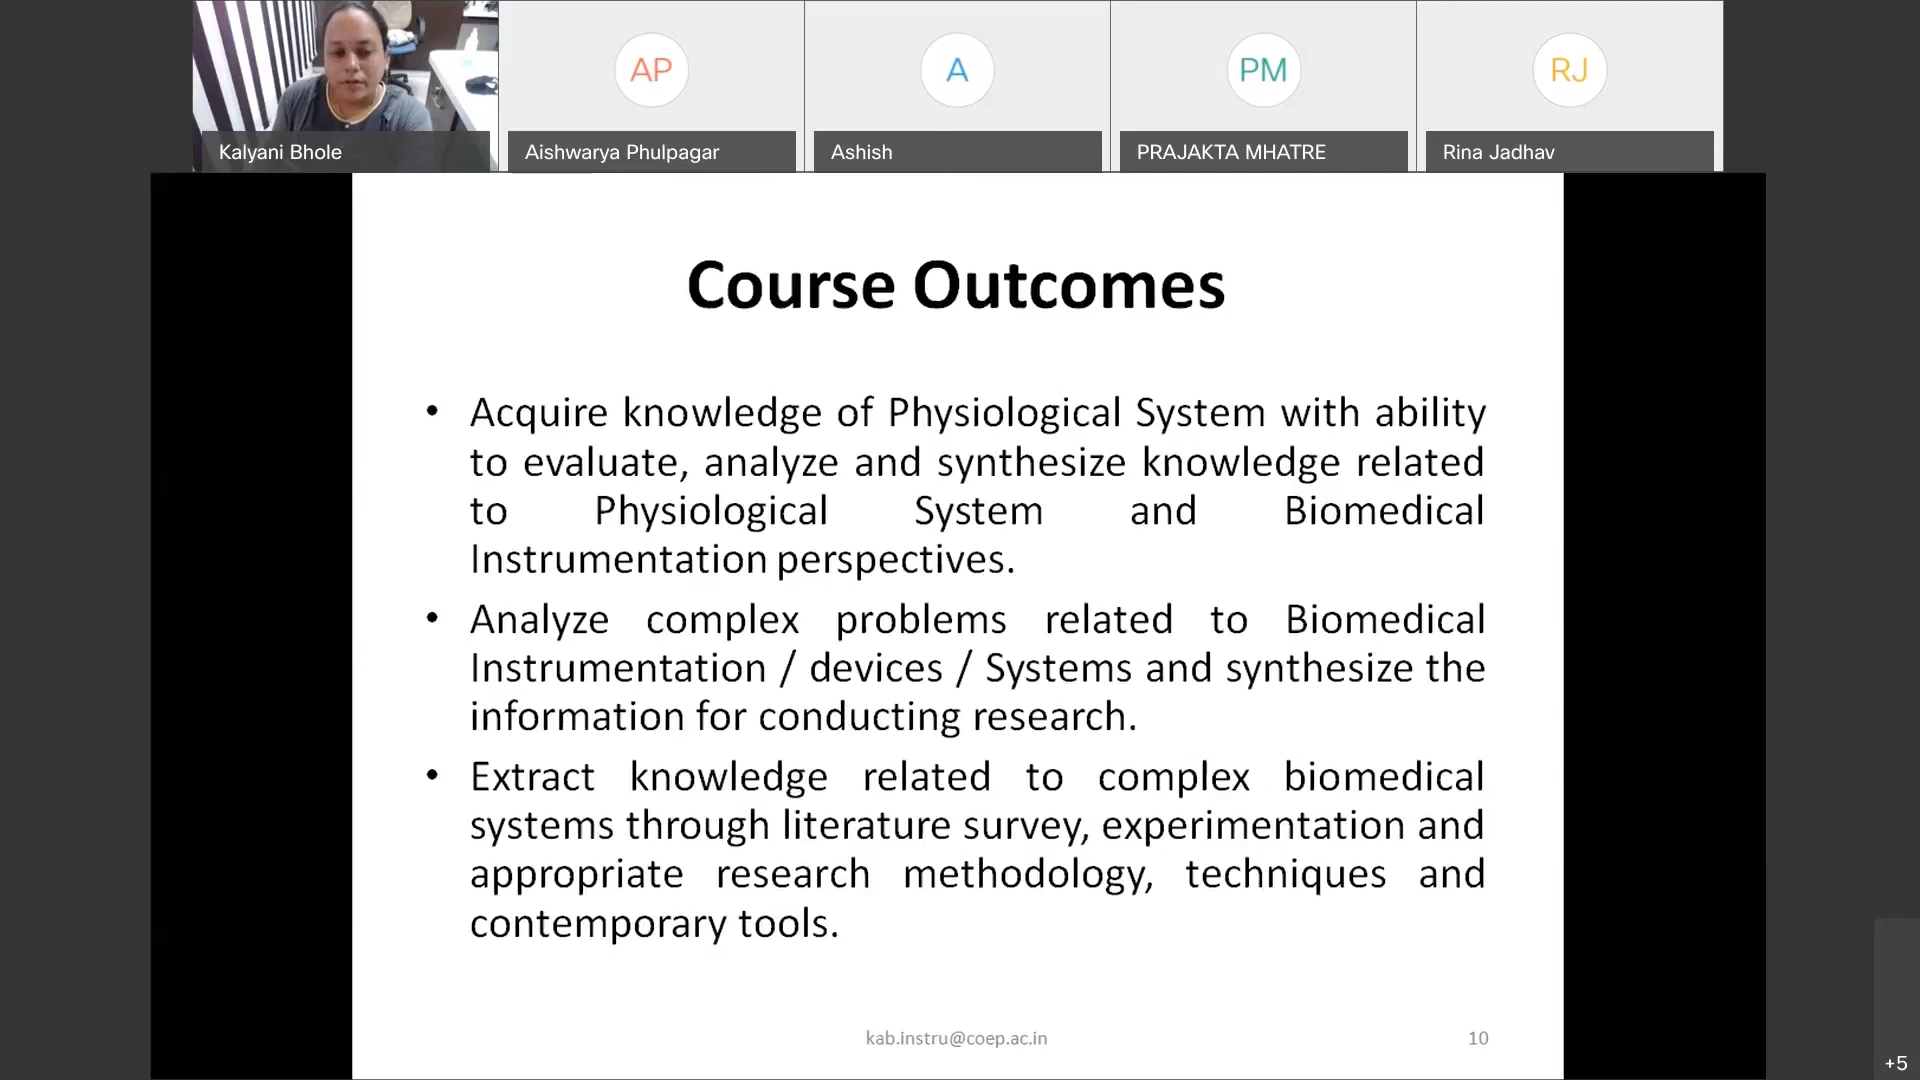 AP
A
PM
RJ
Kalyani Bhole
Aishwarya Phulpagar
Ashish
PRAJAKTA MHATRE
Rina Jadhav
Course Outcomes
• Acquire knowledge of Physiological System with ability
to evaluate, analyze and synthesize knowledge related
to Physiological System and Biomedical
Instrumentation perspectives.
• Analyze complex problems related to Biomedical
Instrumentation / devices / Systems and synthesize the
information for conducting research.
• Extract knowledge related to complex biomedical
systems through literature survey, experimentation and
appropriate research methodology, techniques and
contemporary tools.
kab.instru@coep.ac.in
10
+5